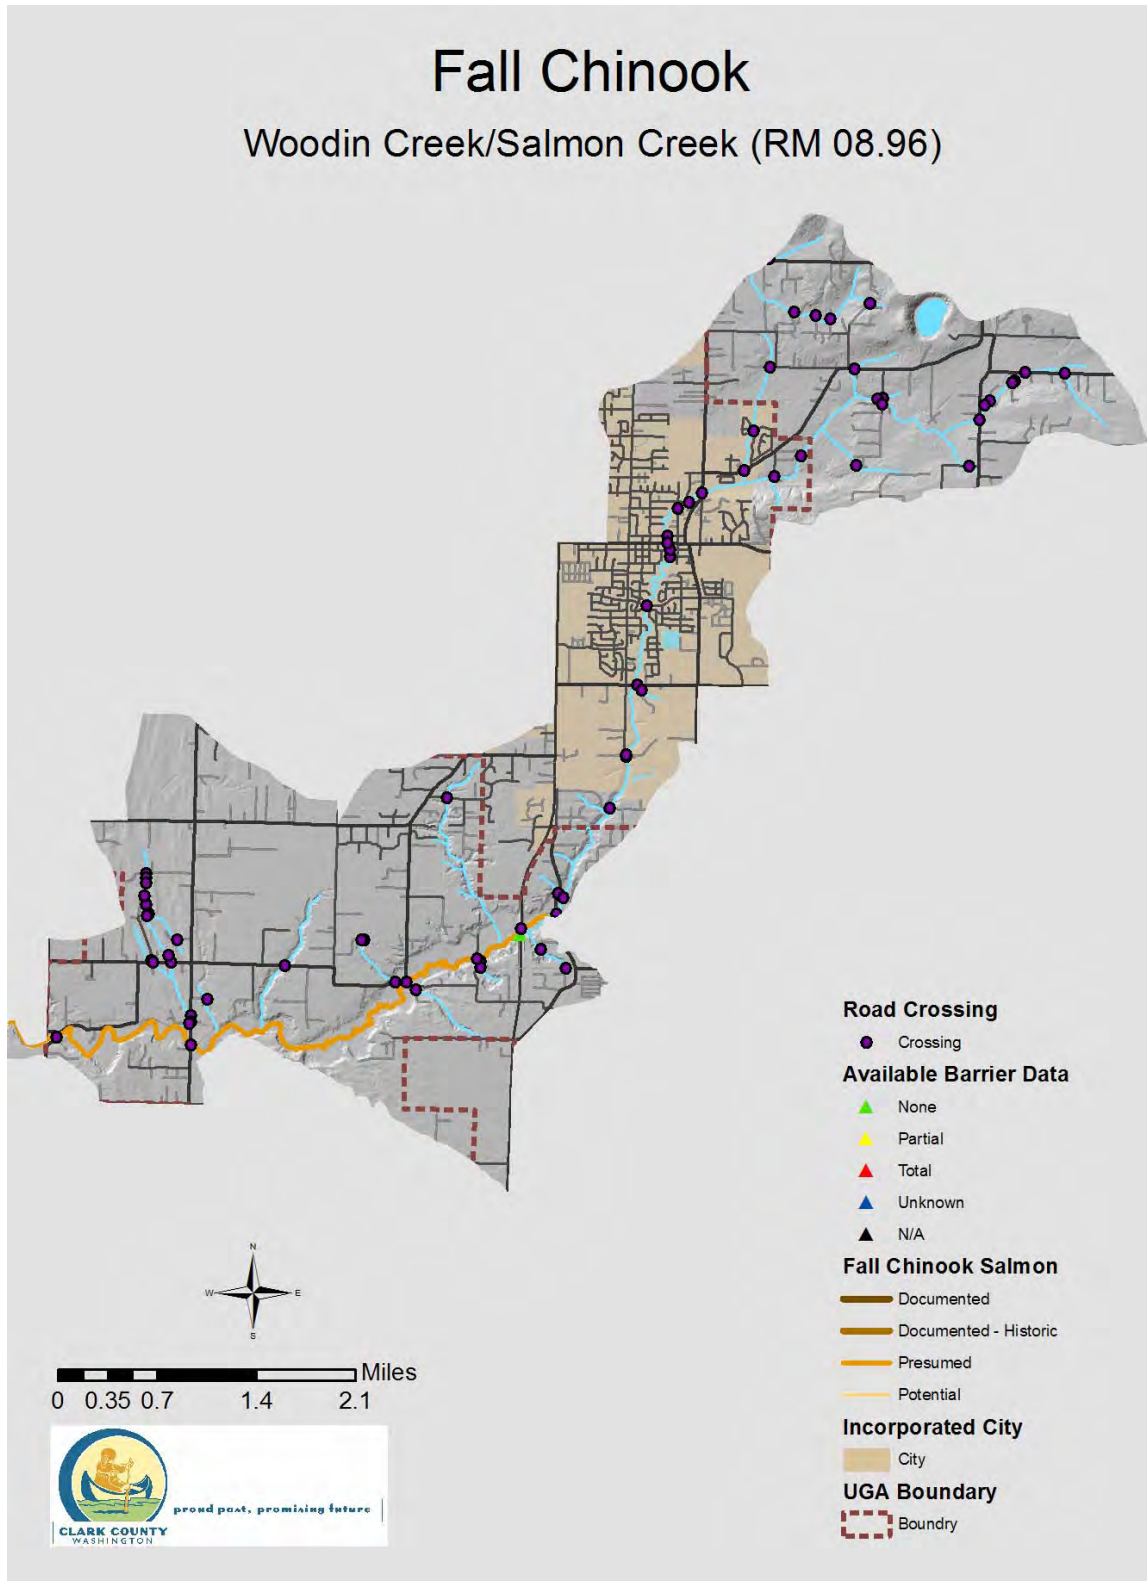 Fall Chinook
Woodin Creek/Salmon Creek (RM 08.96)
Road Crossing
Crossing
Available Barrier Data
None
Partial
Total
Unknown
N/A
Fall Chinook Salmon
Documented
Documented - Historic
Presumed
Potential
Incorporated City
City
UGA Boundary
Boundry
N
W
E
S
Miles
0 0.35 0.7 1.4 2.1
proud past, promising future
CLARK COUNTY
WASHINGTON